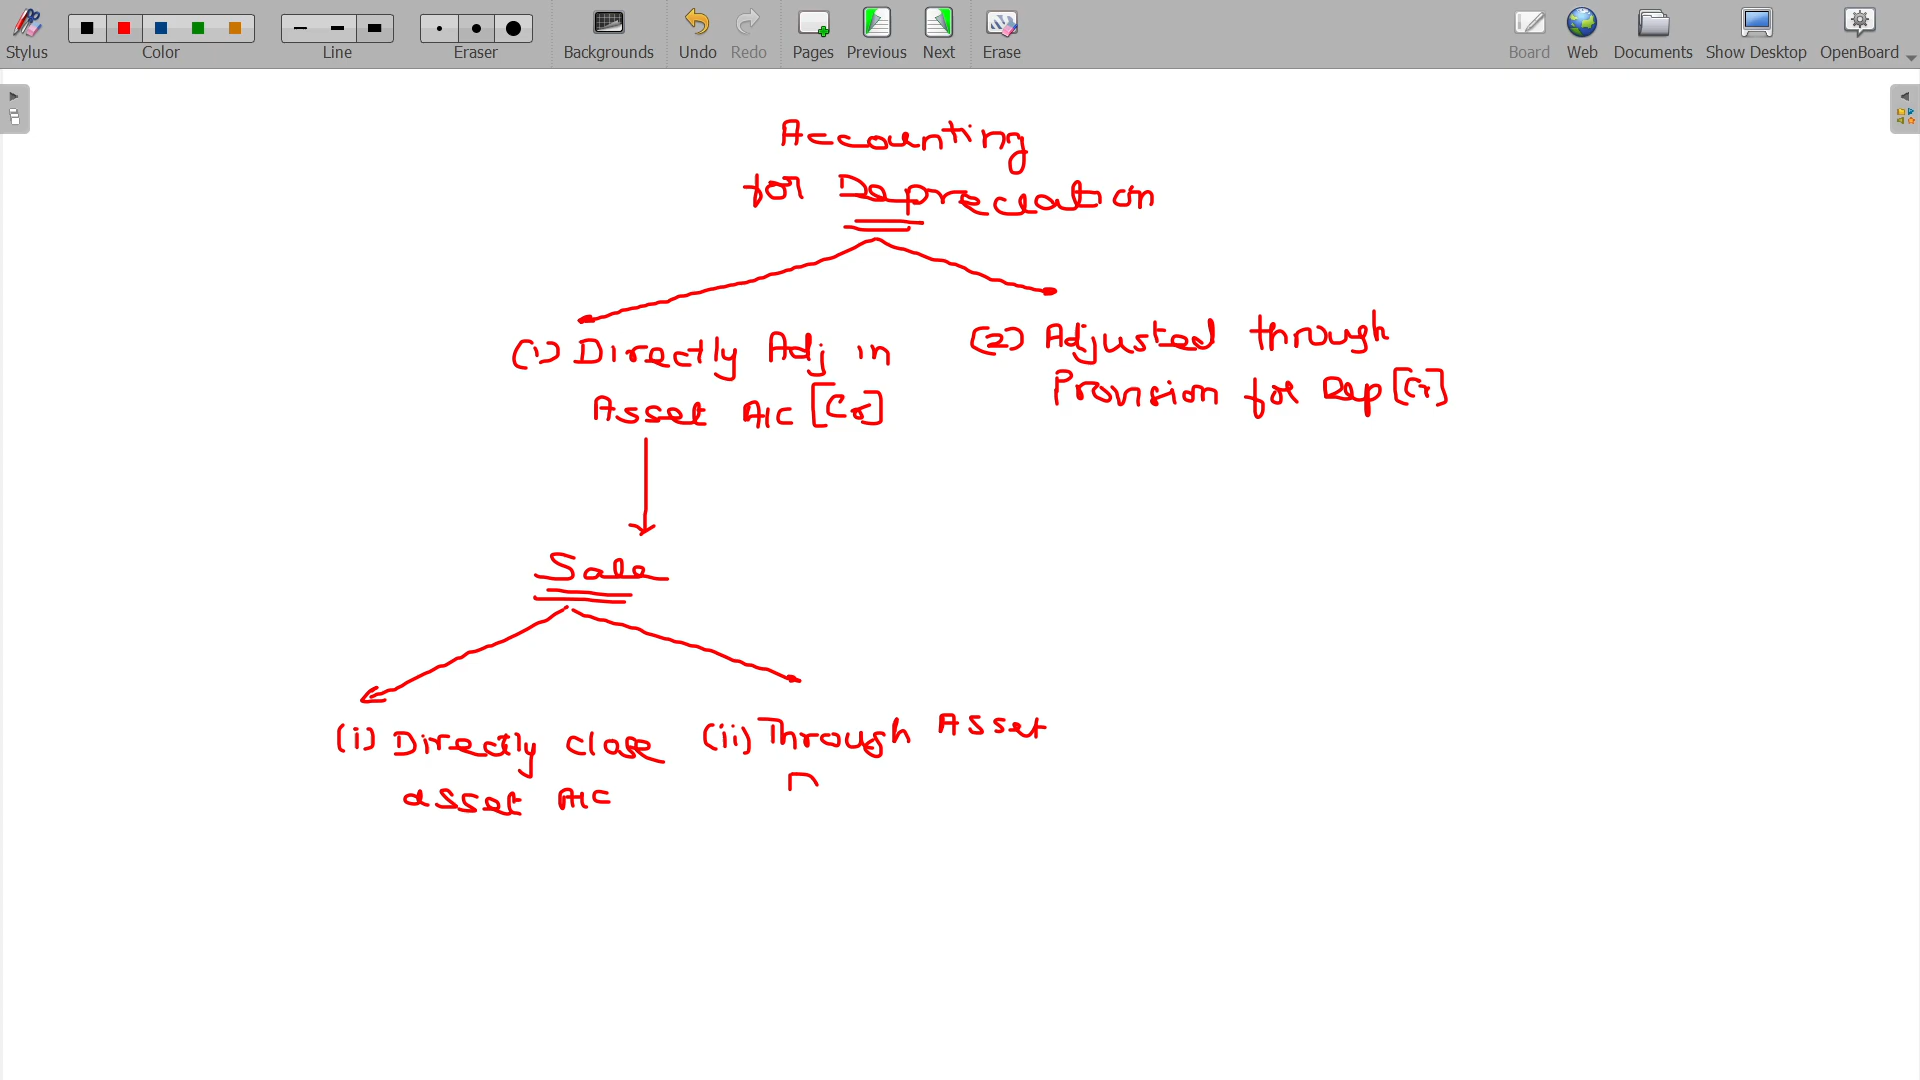 Stylus Color Line Eraser Backgrounds Undo Redo Pages Previous Next Erase Board Web Documents Show Desktop OpenBoard
Accounting
for Depreciation
(1) Directly Adj in
Asset A/C [Cr]
(2) Adjusted through
Provision for Dep [Cr]
Sale
(i) Directly close
asset A/C
(ii) Through Asset